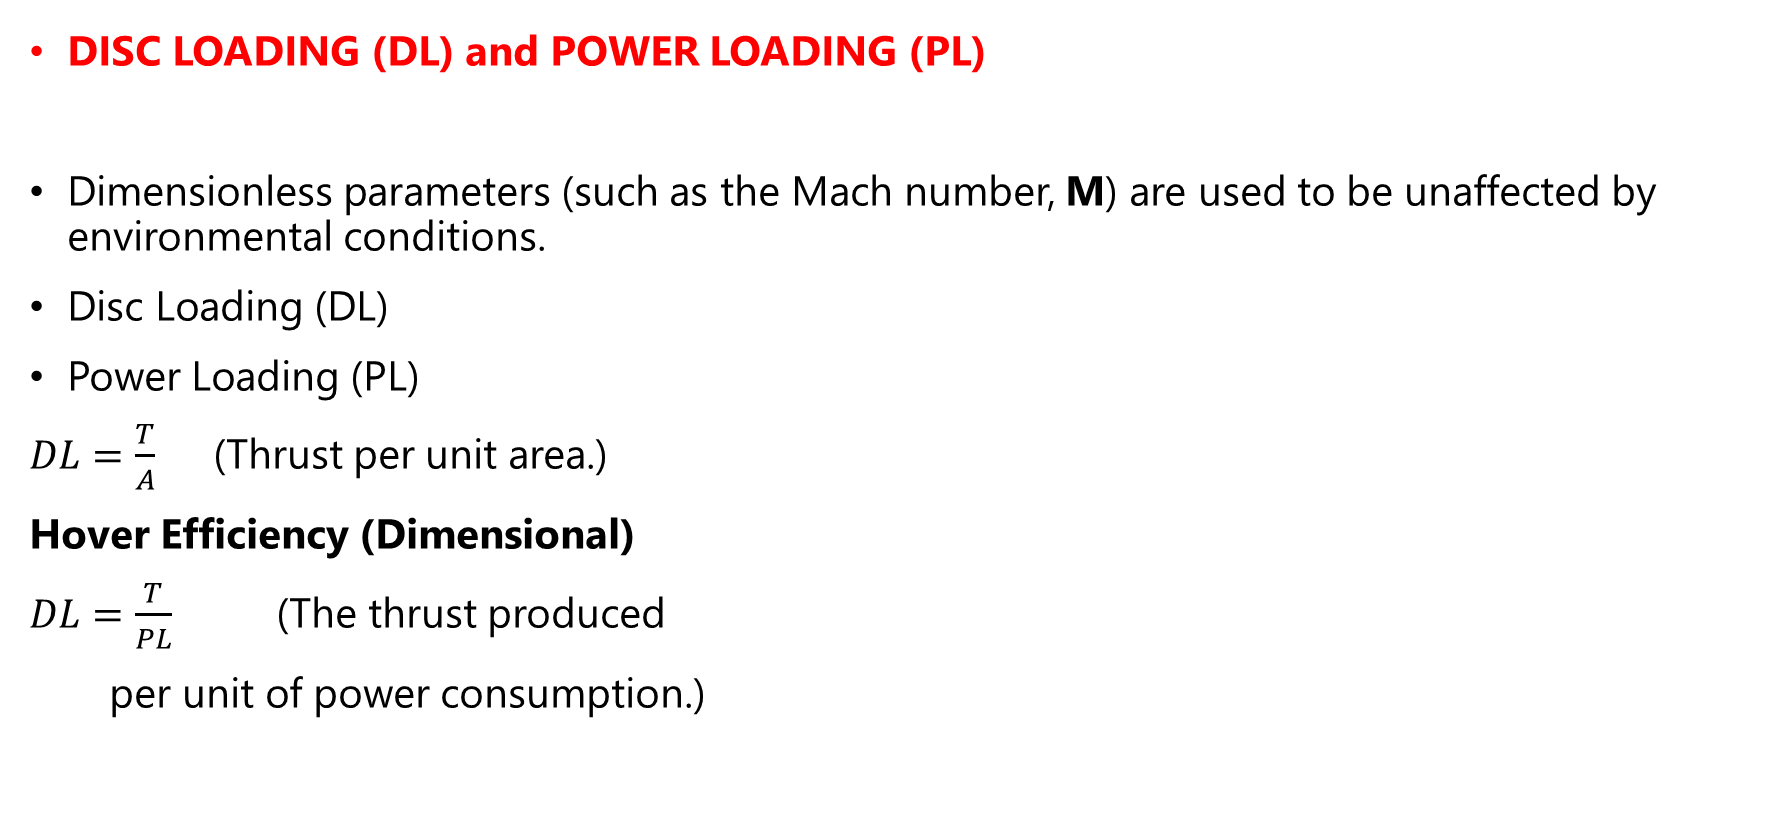 • DISC LOADING (DL) and POWER LOADING (PL)
• Dimensionless parameters (such as the Mach number, M) are used to be unaffected by
environmental conditions.
• Disc Loading (DL)
• Power Loading (PL)
DL = T/A (Thrust per unit area.)
Hover Efficiency (Dimensional)
DL = T/PL (The thrust produced
per unit of power consumption.)